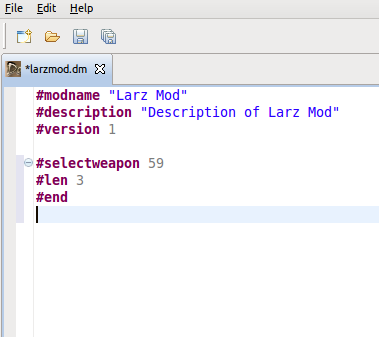 File Edit Help
*larzmod.dm
#modname "Larz Mod"
#description "Description of Larz Mod"
#version 1
#selectweapon 59
#len 3
#end